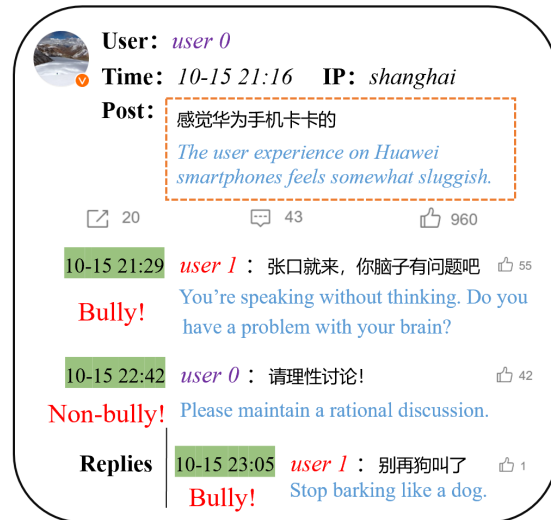 User： user 0
Time： 10-15 21:16 IP： shanghai
Post：
感觉华为手机卡卡的
The user experience on Huawei
smartphones feels somewhat sluggish.
20 43 960
10-15 21:29 user 1： 张口就来，你脑子有问题吧 55
Bully!
You're speaking without thinking. Do you
have a problem with your brain?
10-15 22:42 user 0： 请理性讨论！ 42
Non-bully! Please maintain a rational discussion.
Replies 10-15 23:05 user 1： 别再狗叫了 1
Bully! Stop barking like a dog.